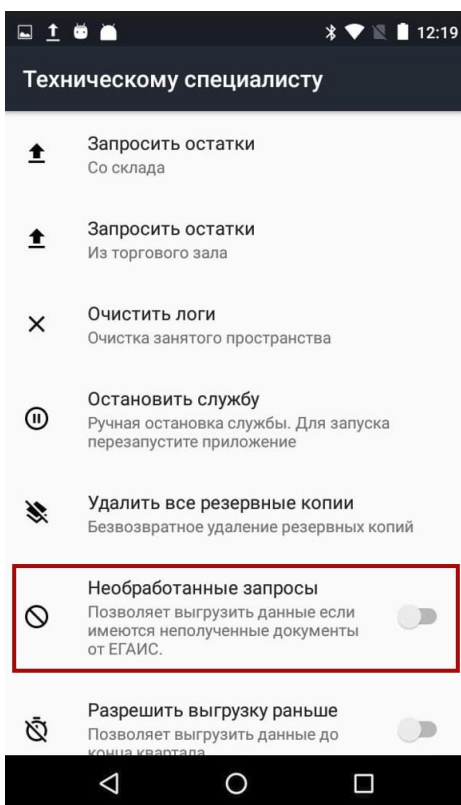 12:19
Техническому специалисту
Запросить остатки
Со склада
Запросить остатки
Из торгового зала
Очистить логи
Очистка занятого пространства
Остановить службу
Ручная остановка службы. Для запуска
перезапустите приложение
Удалить все резервные копии
Безвозвратное удаление резервных копий
Необработанные запросы
Позволяет выгрузить данные если
имеются неполученные документы
от ЕГАИС.
Разрешить выгрузку раньше
Позволяет выгрузить данные до
конца квартала